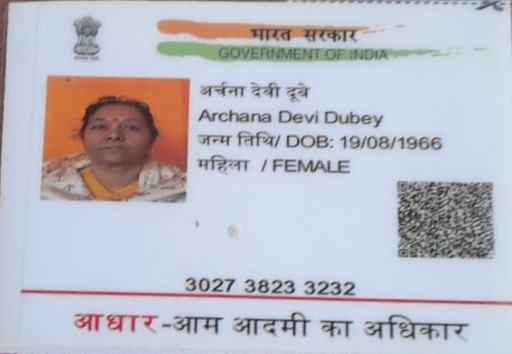 भारत सरकार
GOVERNMENT OF INDIA
अर्चना देवी दूबे
Archana Devi Dubey
जन्म तिथि/ DOB: 19/08/1966
महिला / FEMALE
3027 3823 3232
आधार-आम आदमी का अधिकार